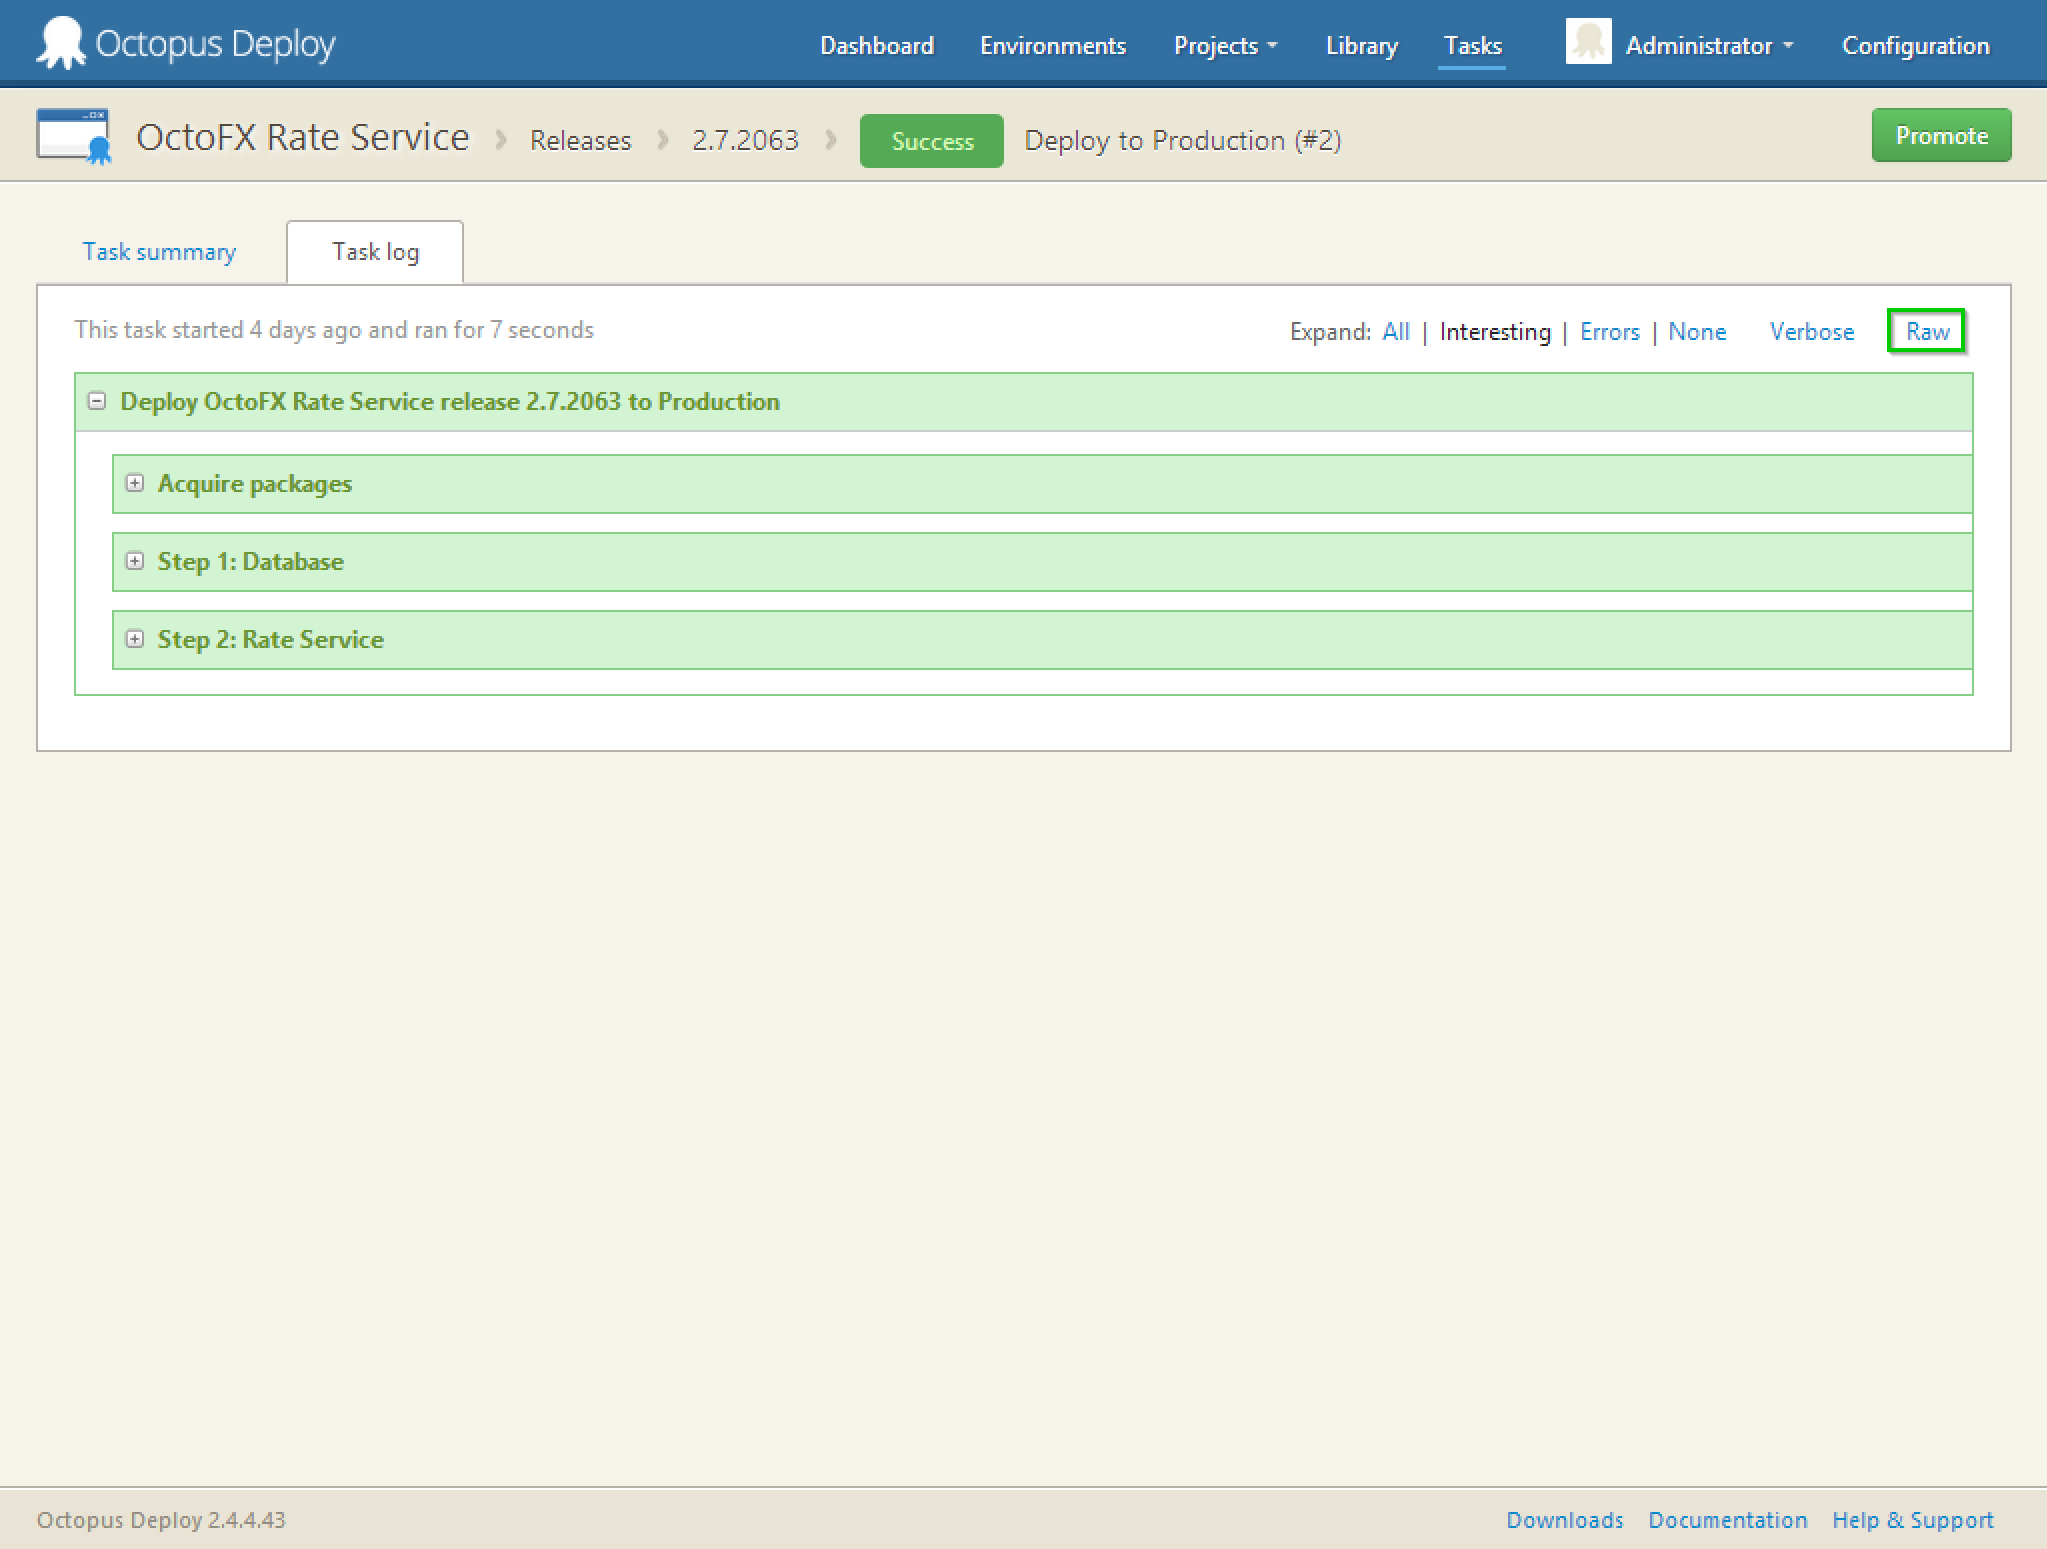 Octopus Deploy
Dashboard Environments Projects Library Tasks Administrator Configuration
OctoFX Rate Service Releases 2.7.2063 Success Deploy to Production (#2) Promote
Task summary Task log
This task started 4 days ago and ran for 7 seconds Expand: All | Interesting | Errors | None Verbose Raw
Deploy OctoFX Rate Service release 2.7.2063 to Production
Acquire packages
Step 1: Database
Step 2: Rate Service
Octopus Deploy 2.4.4.43 Downloads Documentation Help & Support